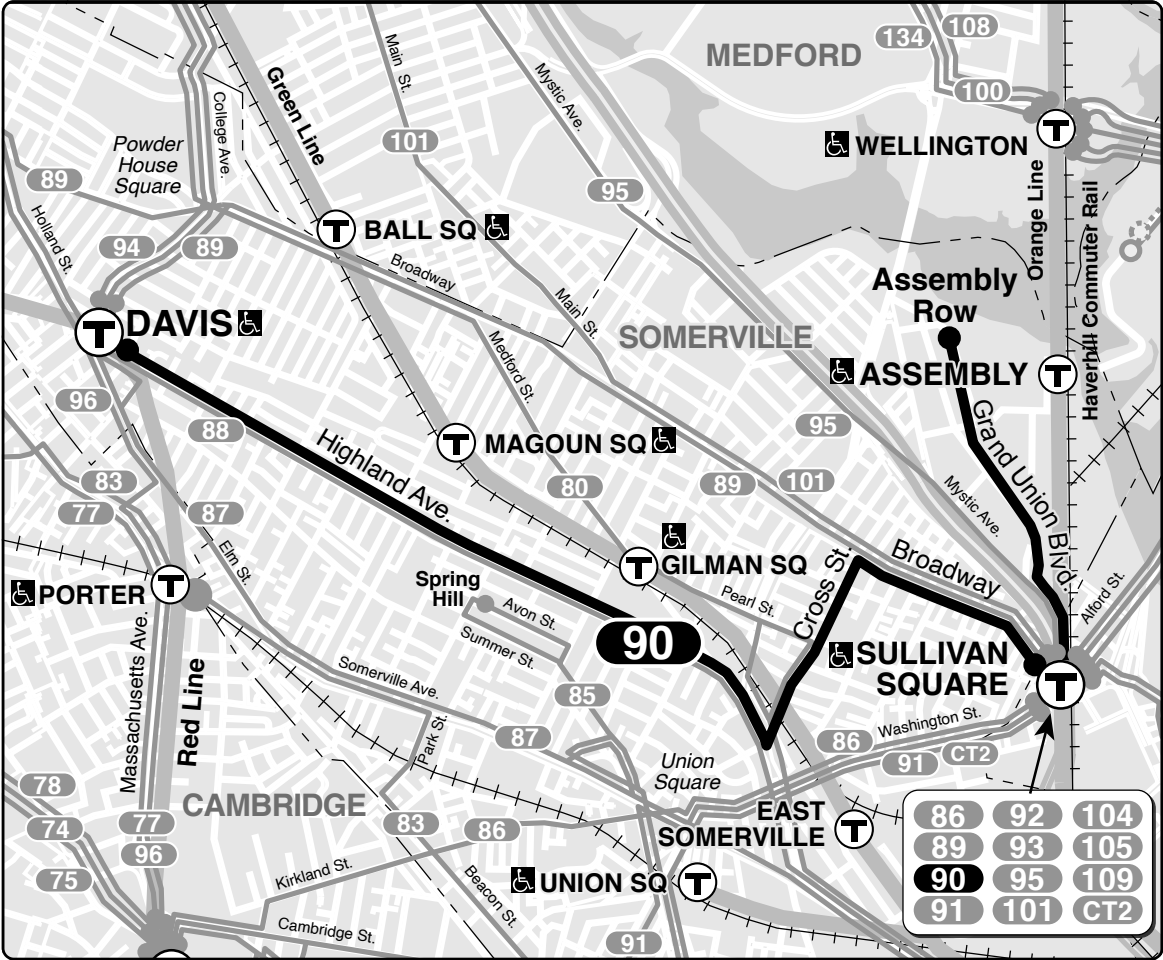 134
108
MEDFORD
100
Main St.
Mystic Ave.
Green Line
College Ave.
101
Powder
House
Square
WELLINGTON
89
95
Orange Line
Haverhill Commuter Rail
Holland St.
94
89
T
BALL SQ
Broadway
Main St.
Assembly
Row
T
DAVIS
SOMERVILLE
Medford St.
T
ASSEMBLY
T
96
88
95
Grand Union Blvd.
Highland Ave.
T
MAGOUN SQ
83
77
87
80
89
101
Mystic Ave.
Elm St.
T
GILMAN SQ
Cross St.
Broadway
PORTER
T
Spring
Hill
Avon St.
Summer St.
Pearl St.
Alford St.
90
SULLIVAN
SQUARE
T
Massachusetts Ave.
Red Line
Somerville Ave.
85
Park St.
87
Washington St.
86
91
CT2
Union
Square
78
CAMBRIDGE
74
77
83
86
EAST
SOMERVILLE
T
96
75
Kirkland St.
Beacon St.
UNION SQ
T
Cambridge St.
91
86 92 104
89 93 105
90 95 109
91 101 CT2